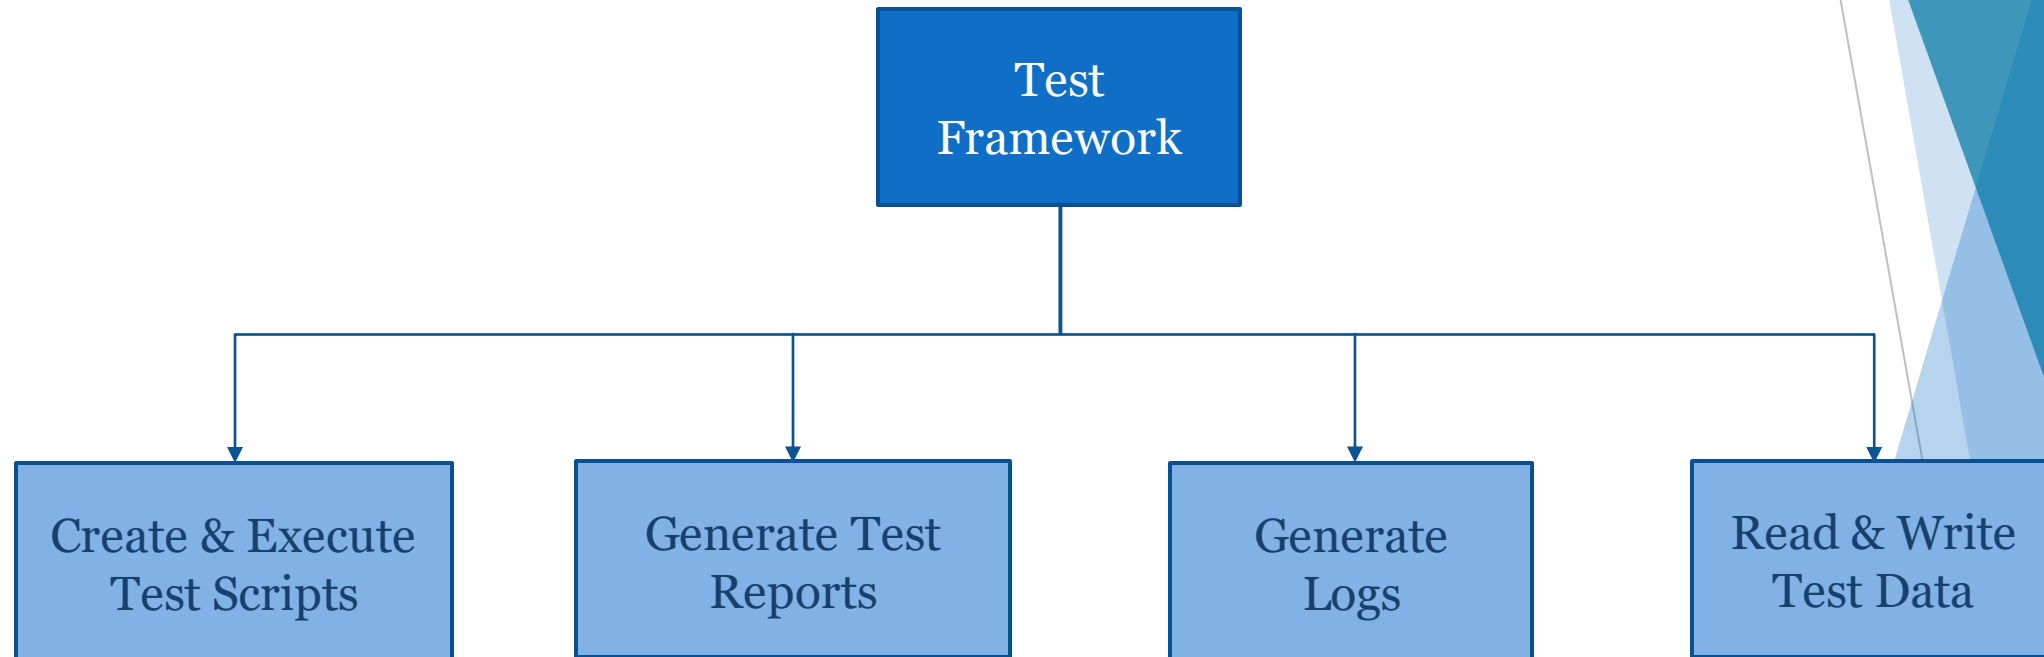 Test
Framework
Create & Execute
Test Scripts
Generate Test
Reports
Generate
Logs
Read & Write
Test Data